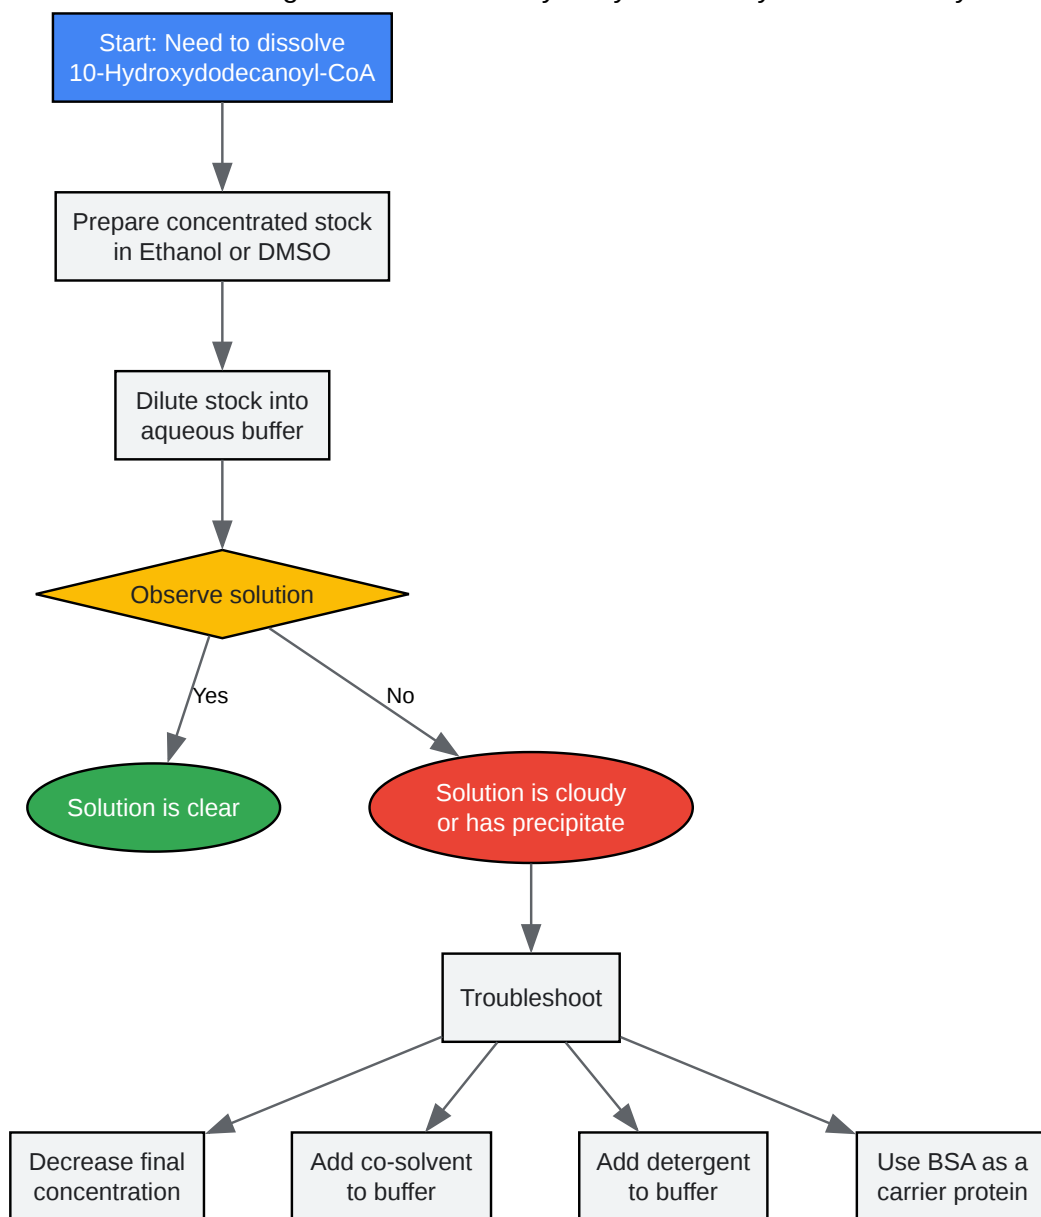 Start: Need to dissolve
10-Hydroxydodecanoyl-CoA
Prepare concentrated stock
in Ethanol or DMSO
Dilute stock into
aqueous buffer
Observe solution
Yes
No
Solution is clear
Solution is cloudy
or has precipitate
Troubleshoot
Decrease final
concentration
Add co-solvent
to buffer
Add detergent
to buffer
Use BSA as a
carrier protein